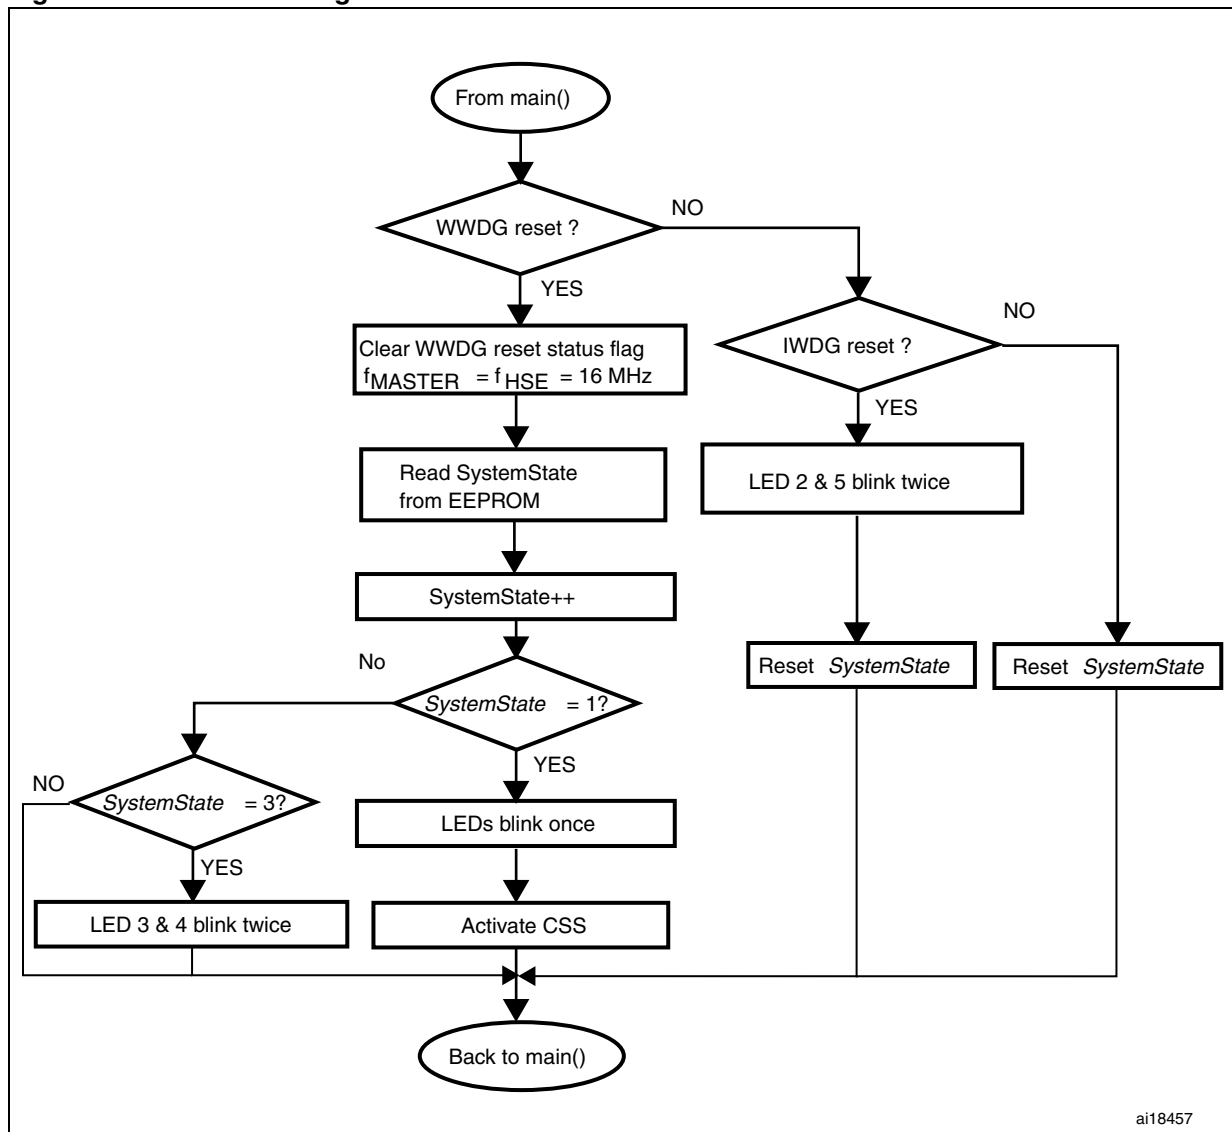 From main()
WWDG reset ?
NO
YES
Clear WWDG reset status flag
fMASTER = fHSE = 16 MHz
IWDG reset ?
NO
YES
Read SystemState
from EEPROM
LED 2 & 5 blink twice
SystemState++
No
Reset SystemState
Reset SystemState
SystemState = 1?
YES
NO
SystemState = 3?
LEDs blink once
YES
LED 3 & 4 blink twice
Activate CSS
Back to main()
ai18457